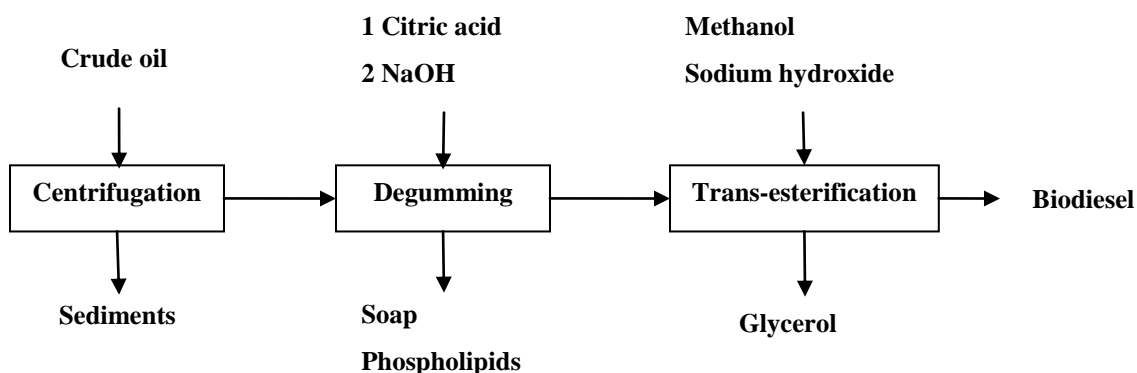 Crude oil
1 Citric acid
2 NaOH
Methanol
Sodium hydroxide
Centrifugation
Degumming
Trans-esterification
Biodiesel
Sediments
Soap
Phospholipids
Glycerol